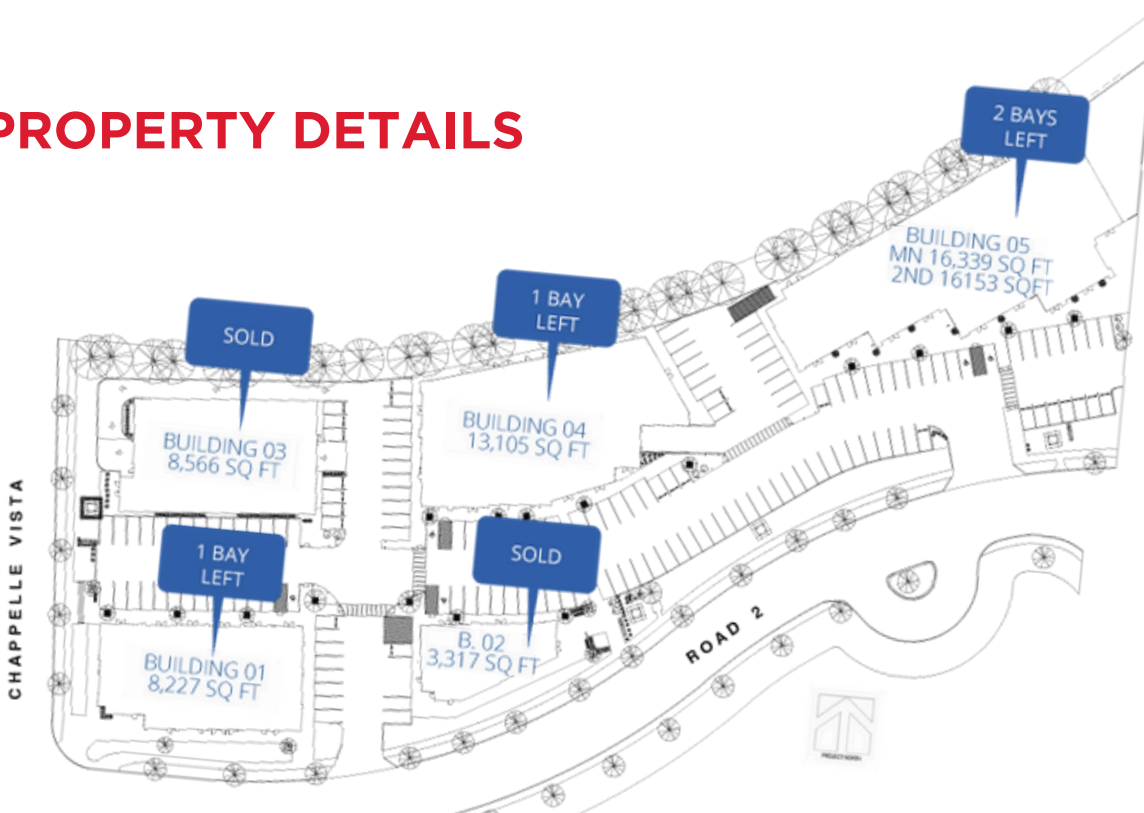 PROPERTY DETAILS
2 BAYS
LEFT
BUILDING 05
MN 16,339 SQ FT
2ND 16153 SQFT
1 BAY
LEFT
BUILDING 04
13,105 SQ FT
SOLD
BUILDING 03
8,566 SQ FT
CHAPPELLE VISTA
1 BAY
LEFT
BUILDING 01
8,227 SQ FT
SOLD
B. 02
3,317 SQ FT
ROAD 2
PROJECT NORTH